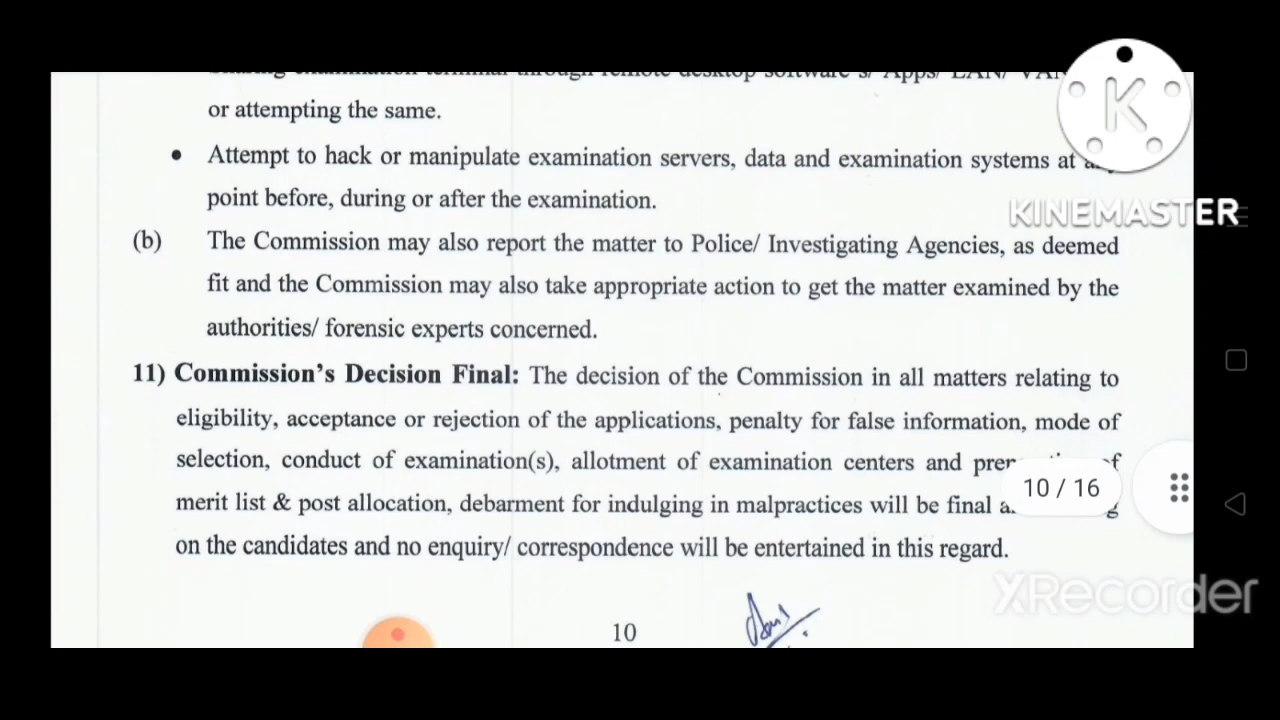 or attempting the same.
• Attempt to hack or manipulate examination servers, data and examination systems at any
point before, during or after the examination.
(b) The Commission may also report the matter to Police/ Investigating Agencies, as deemed
fit and the Commission may also take appropriate action to get the matter examined by the
authorities/ forensic experts concerned.
11) Commission's Decision Final: The decision of the Commission in all matters relating to
eligibility, acceptance or rejection of the applications, penalty for false information, mode of
selection, conduct of examination(s), allotment of examination centers and of
merit list & post allocation, debarment for indulging in malpractices will be final
on the candidates and no enquiry/ correspondence will be entertained in this regard.
10
K
KINEMASTER
10 / 16
XRecorder